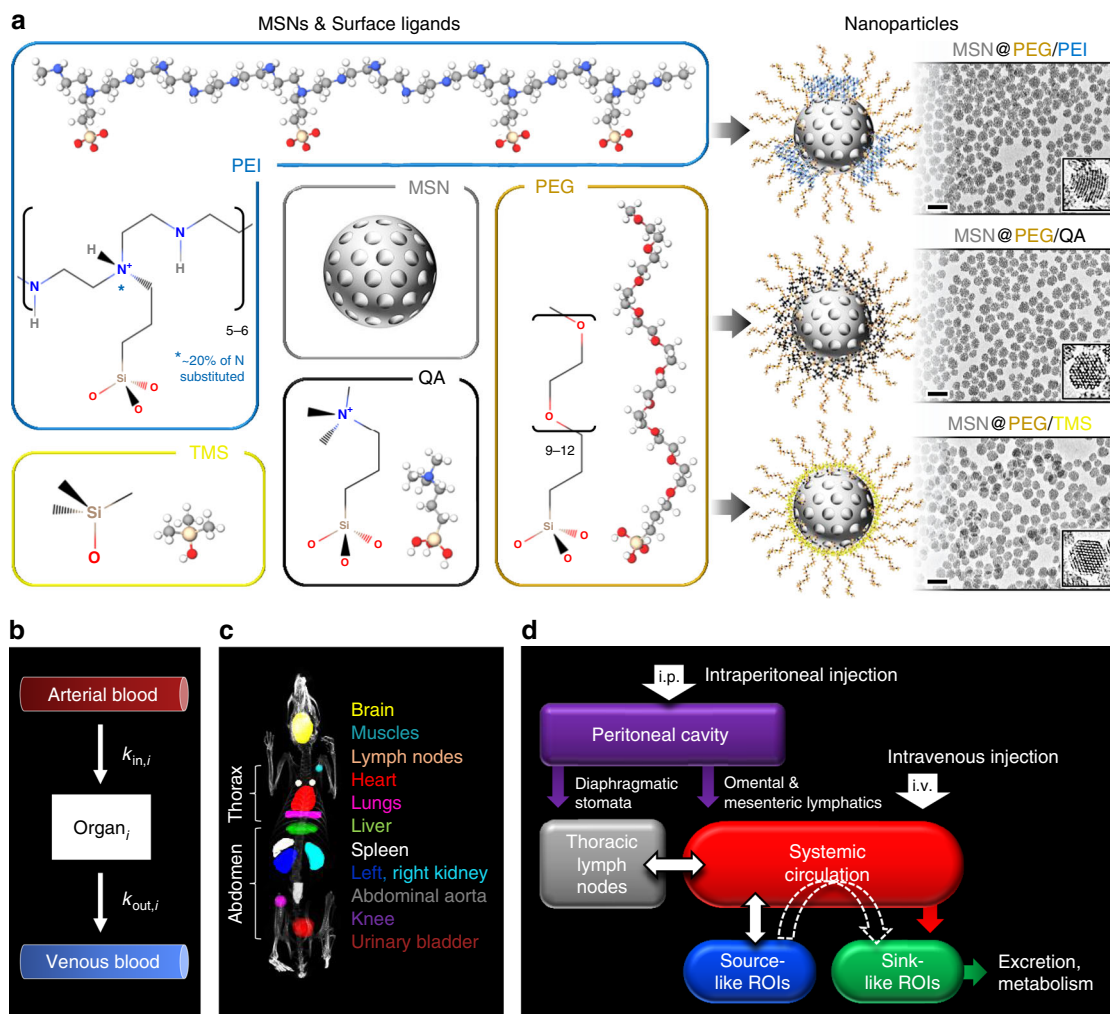 a
MSNs & Surface ligands
Nanoparticles
MSN@PEG/PEI
PEI
MSN
PEG
H
N
H
N+
*
N
H
5–6
*~20% of N
substituted
Si
O
O
O
QA
N+
Si
O
O
O
O
O
9–12
Si
O
O
O
MSN@PEG/QA
TMS
Si
O
MSN@PEG/TMS
b
Arterial blood
kin,i
Organi
kout,i
Venous blood
c
Thorax
Abdomen
Brain
Muscles
Lymph nodes
Heart
Lungs
Liver
Spleen
Left, right kidney
Abdominal aorta
Knee
Urinary bladder
d
i.p.
Intraperitoneal injection
Peritoneal cavity
Intravenous injection
i.v.
Diaphragmatic
stomata
Omental &
mesenteric lymphatics
Thoracic
lymph
nodes
Systemic
circulation
Source-
like ROIs
Sink-
like ROIs
Excretion,
metabolism